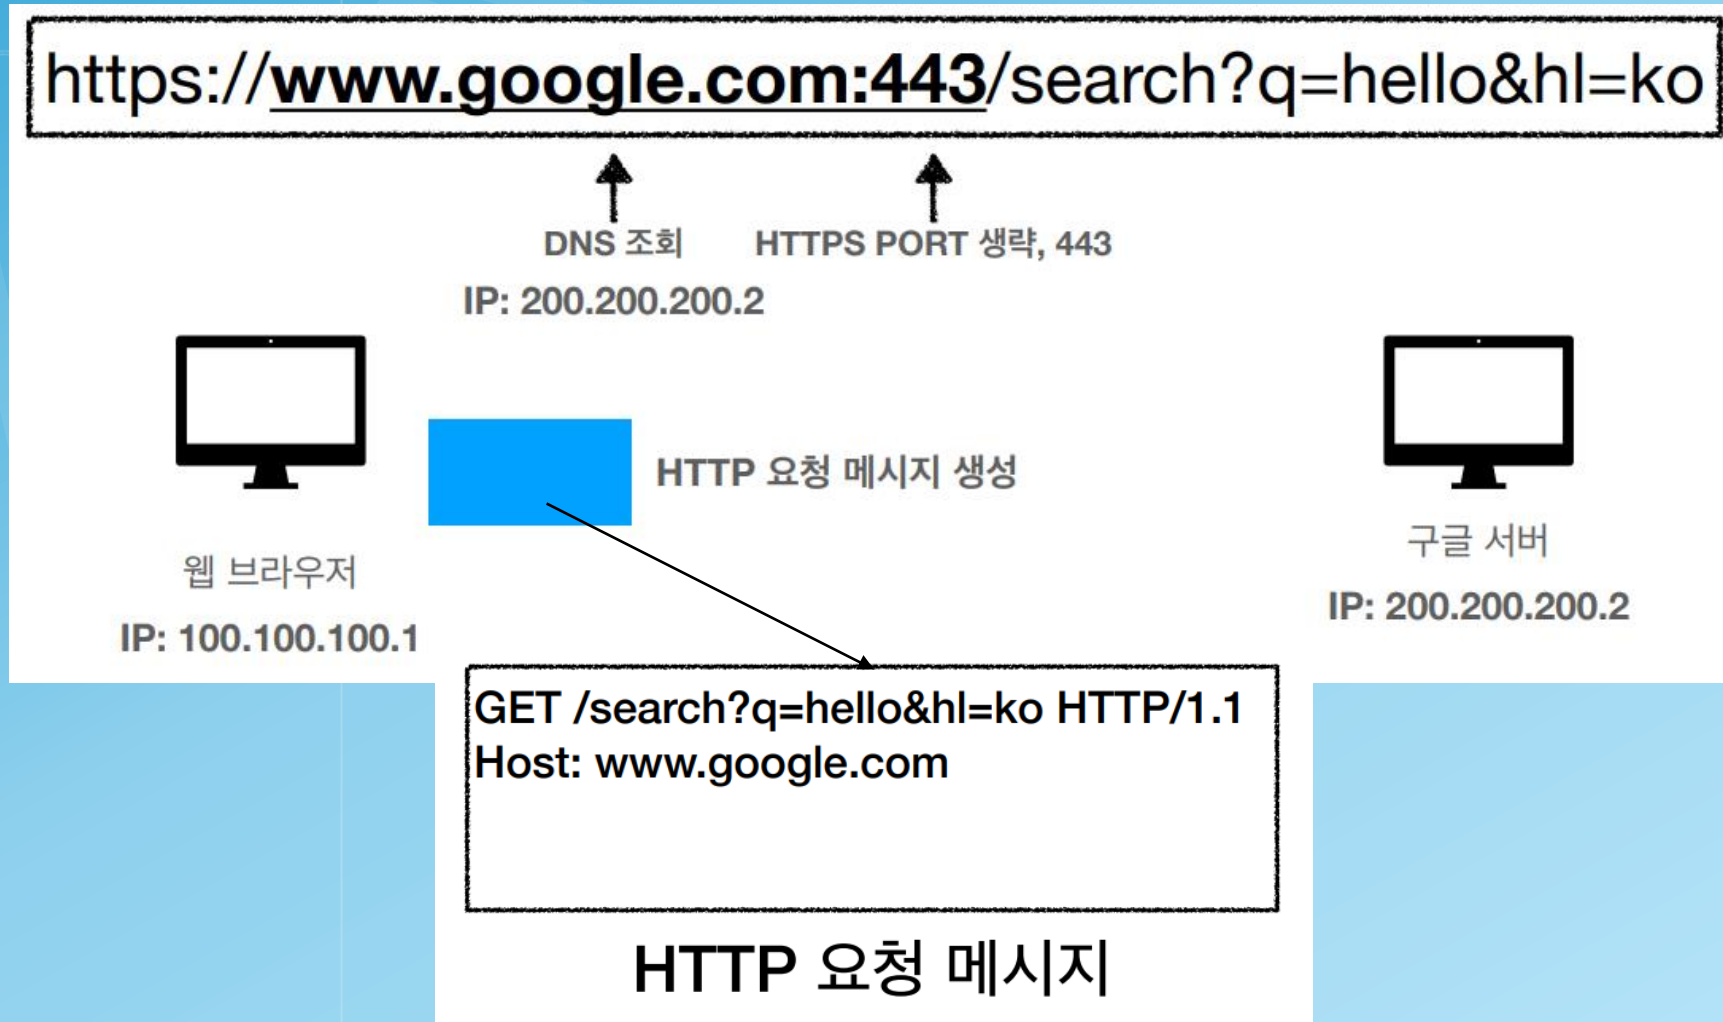 https://www.google.com:443/search?q=hello&hl=ko
DNS 조회
HTTPS PORT 생략, 443
IP: 200.200.200.2
HTTP 요청 메시지 생성
웹 브라우저
IP: 100.100.100.1
구글 서버
IP: 200.200.200.2
GET /search?q=hello&hl=ko HTTP/1.1
Host: www.google.com
HTTP 요청 메시지